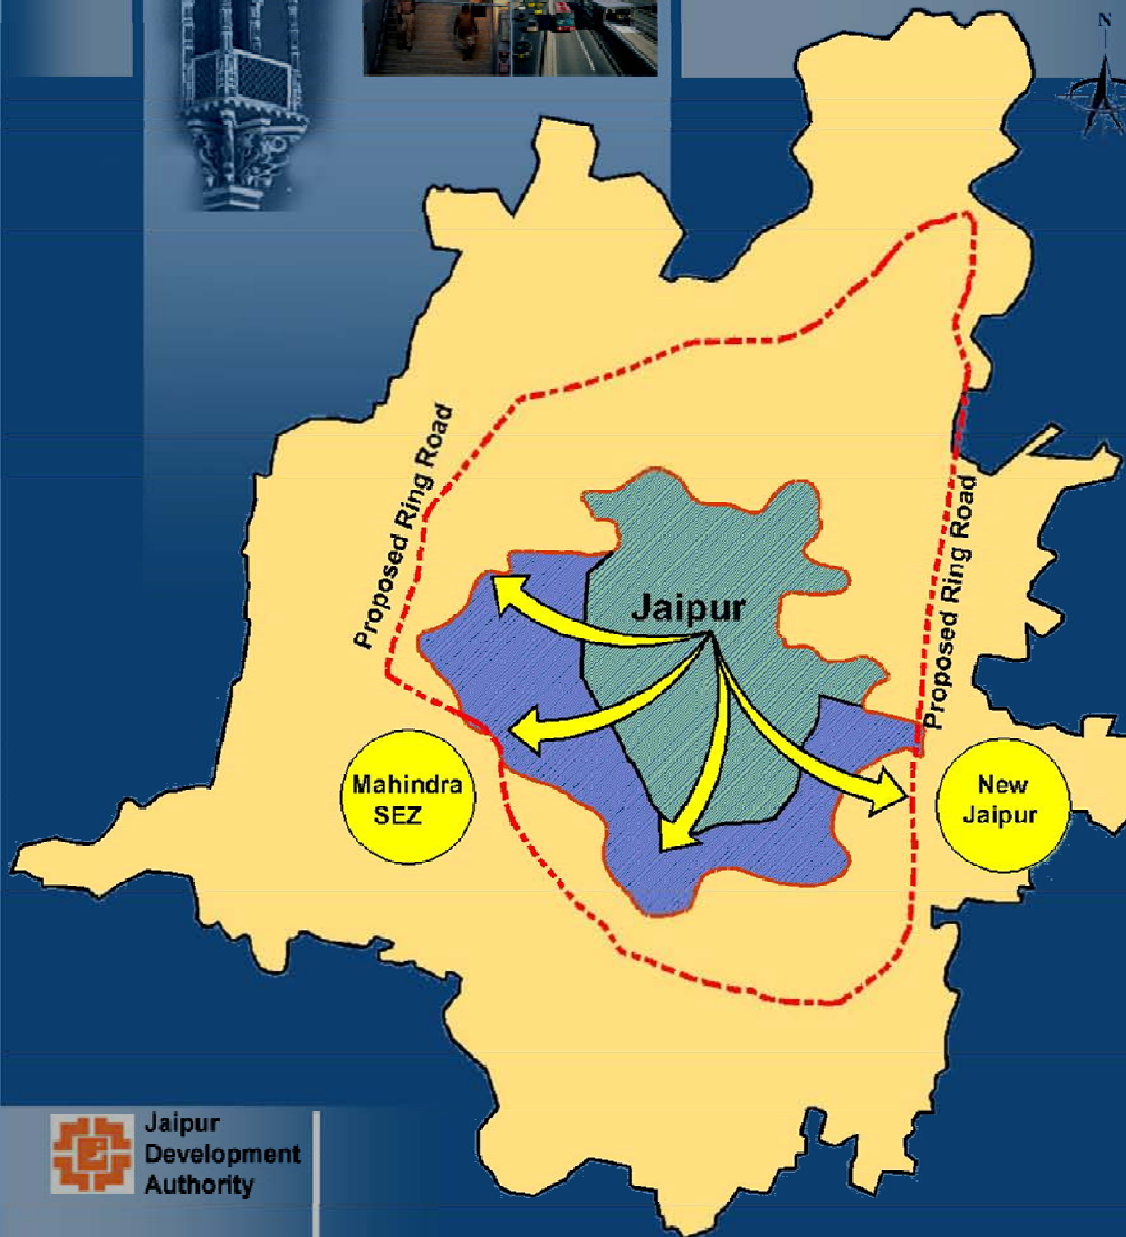 N
Proposed Ring Road
Proposed Ring Road
Jaipur
Mahindra
SEZ
New
Jaipur
Jaipur
Development
Authority